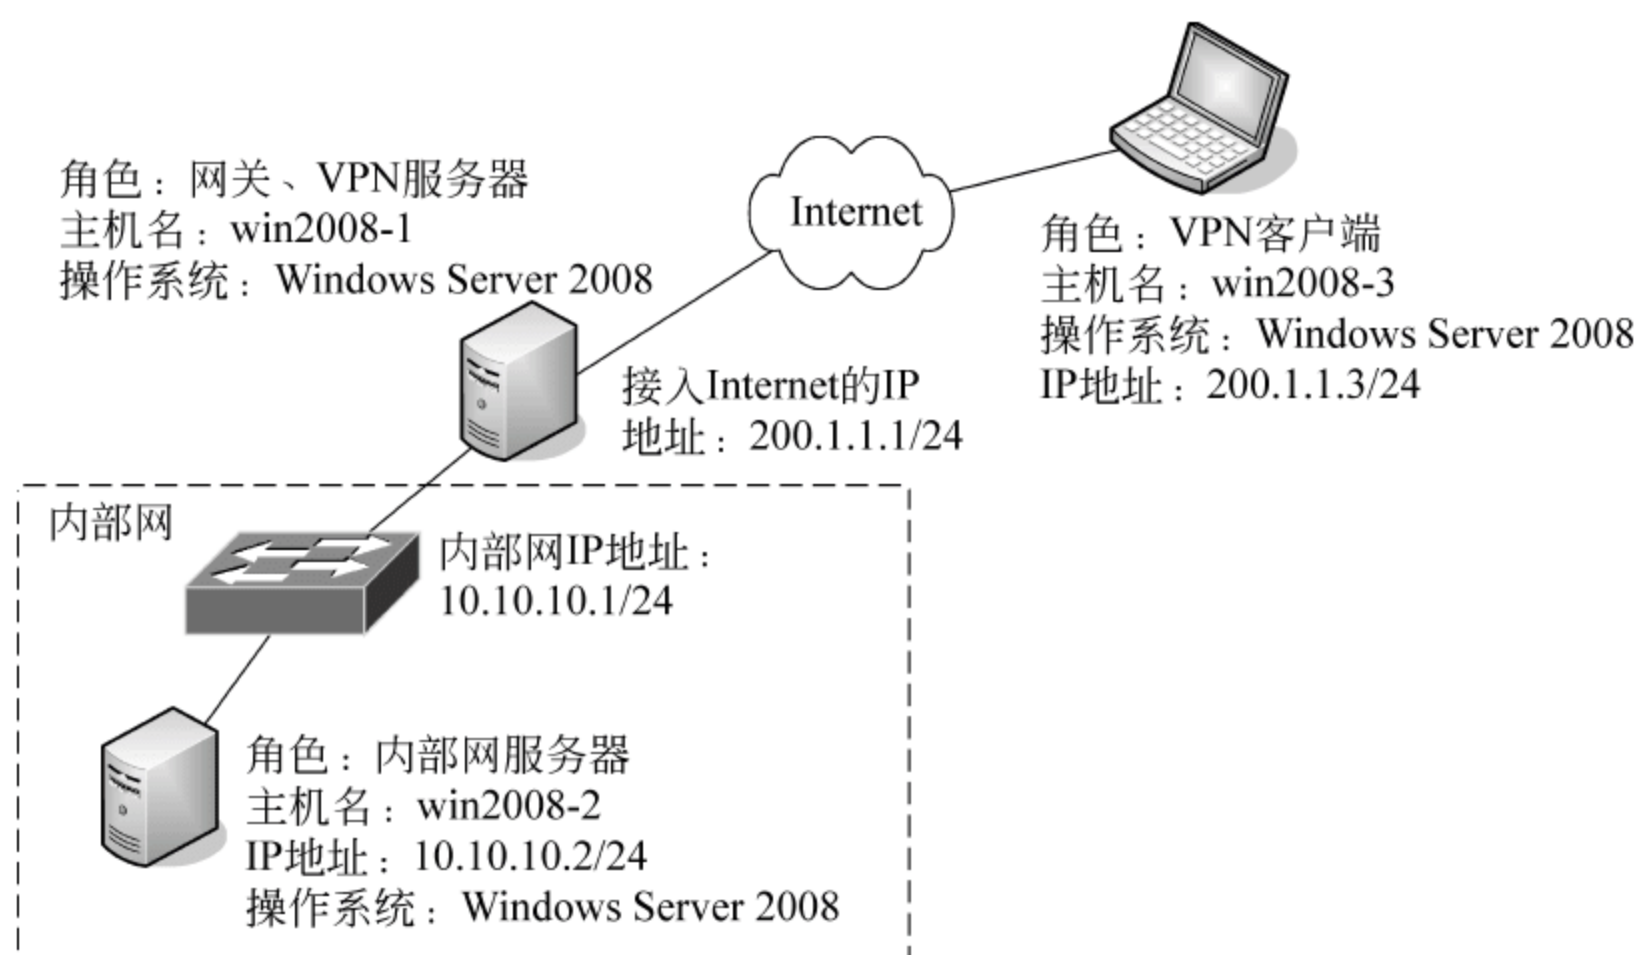 角色：网关、VPN服务器
主机名：win2008-1
操作系统：Windows Server 2008
Internet
角色：VPN客户端
主机名：win2008-3
操作系统：Windows Server 2008
IP地址：200.1.1.3/24
接入Internet的IP
地址：200.1.1.1/24
内部网
内部网IP地址：
10.10.10.1/24
角色：内部网服务器
主机名：win2008-2
IP地址：10.10.10.2/24
操作系统：Windows Server 2008